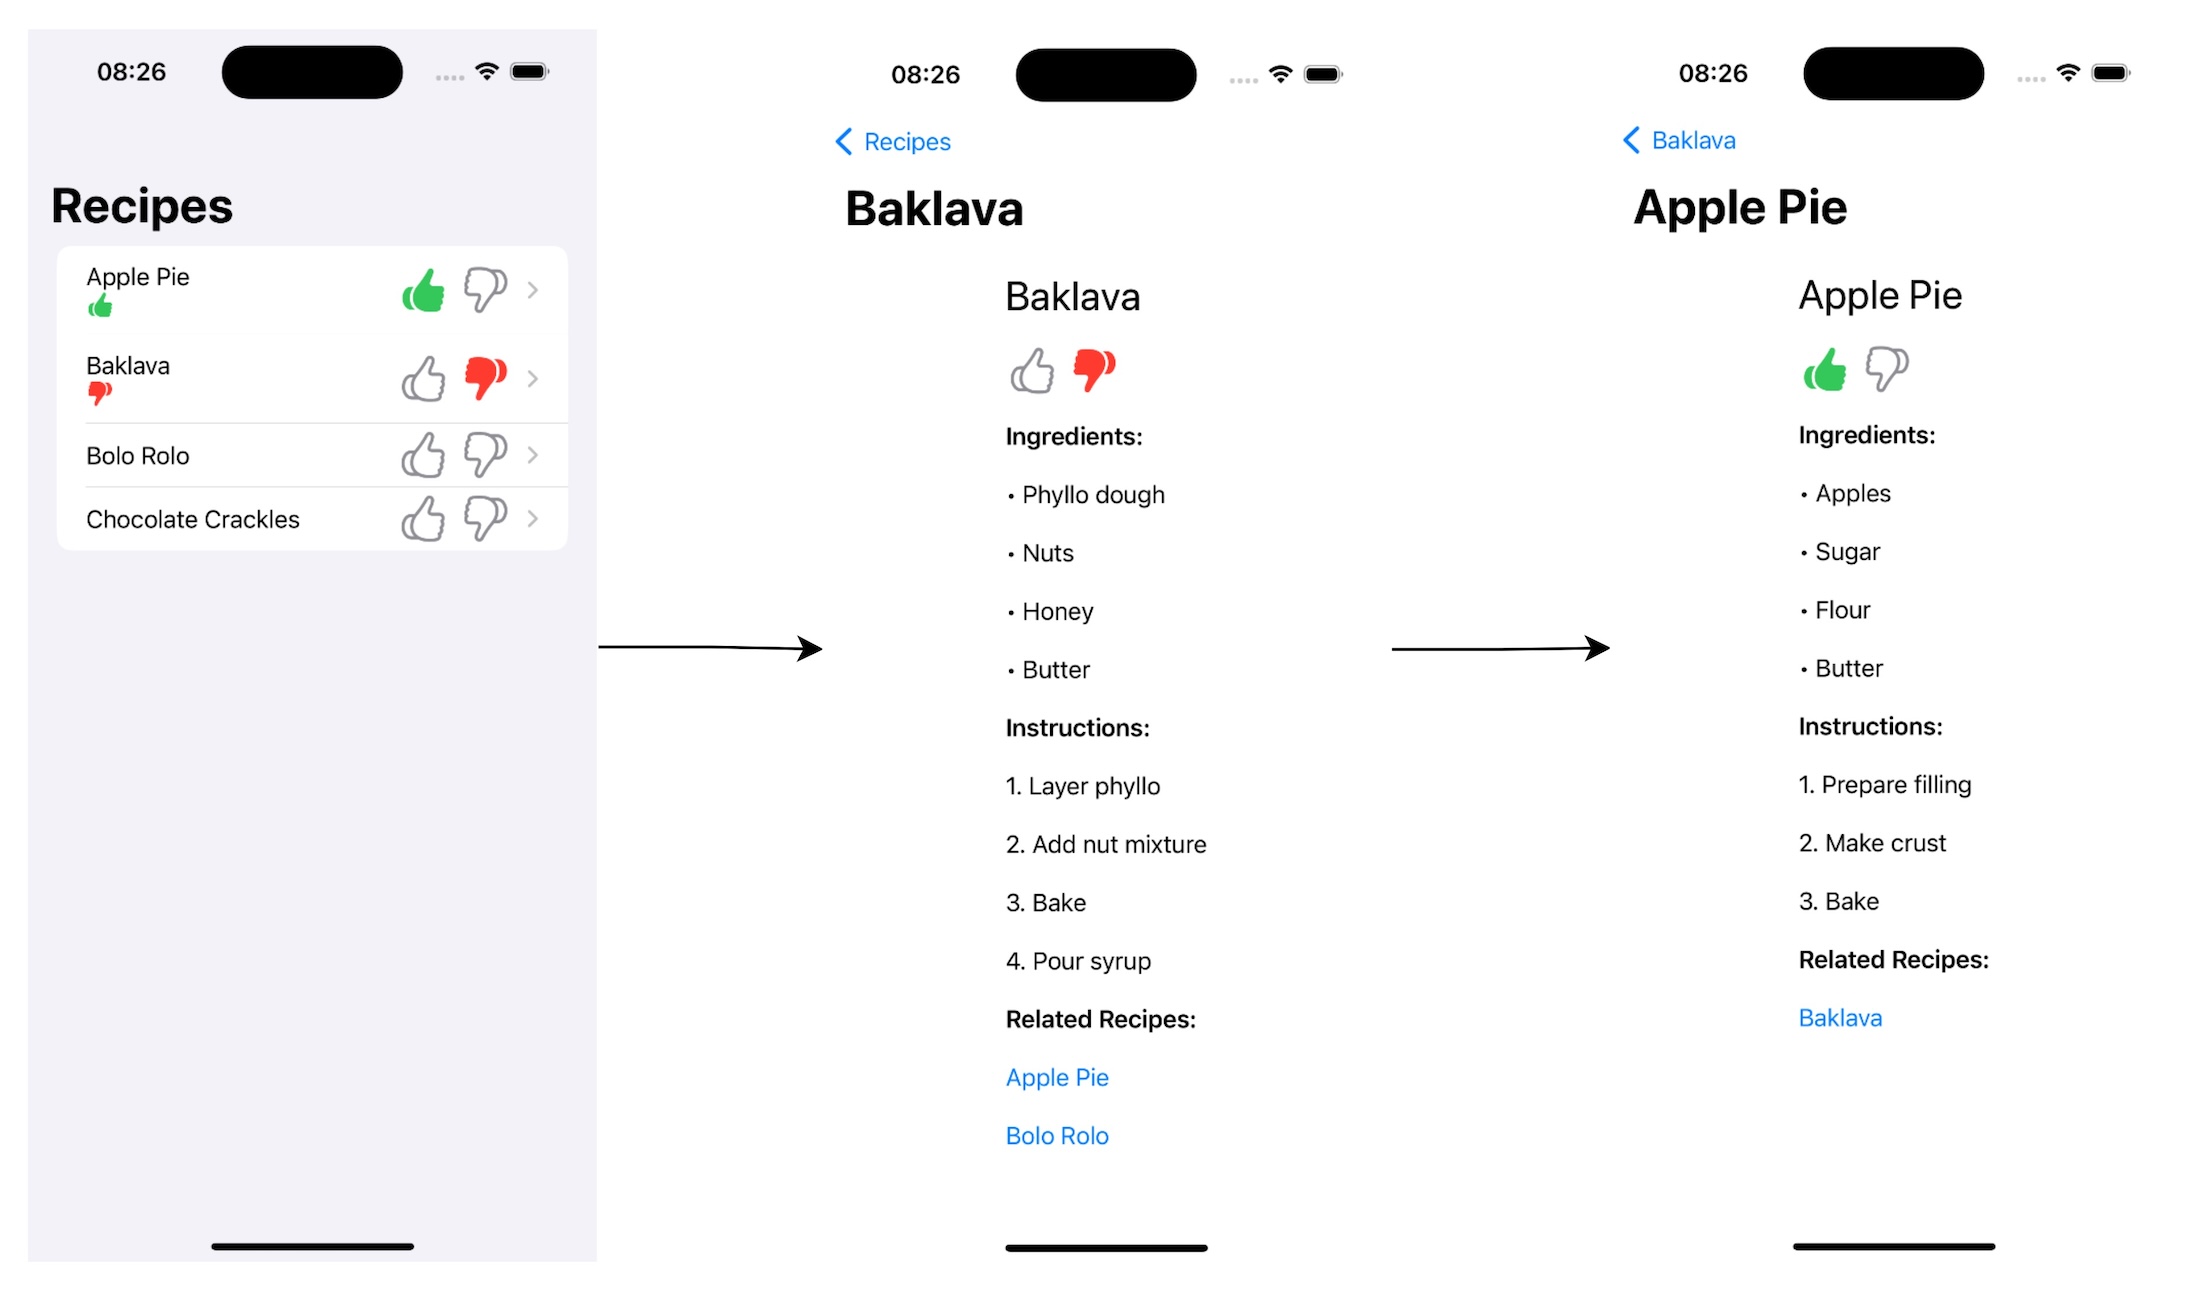 08:26
Recipes
Apple Pie
Baklava
Bolo Rolo
Chocolate Crackles
08:26
Recipes
Baklava
Baklava
Ingredients:
• Phyllo dough
• Nuts
• Honey
• Butter
Instructions:
1. Layer phyllo
2. Add nut mixture
3. Bake
4. Pour syrup
Related Recipes:
Apple Pie
Bolo Rolo
08:26
Baklava
Apple Pie
Apple Pie
Ingredients:
• Apples
• Sugar
• Flour
• Butter
Instructions:
1. Prepare filling
2. Make crust
3. Bake
Related Recipes:
Baklava